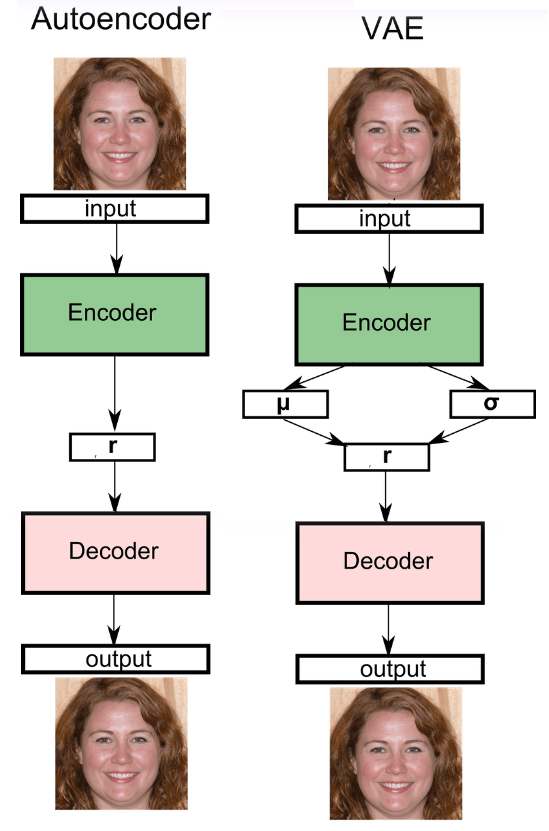 Autoencoder
input
Encoder
r
Decoder
output
VAE
input
Encoder
μ
σ
r
Decoder
output